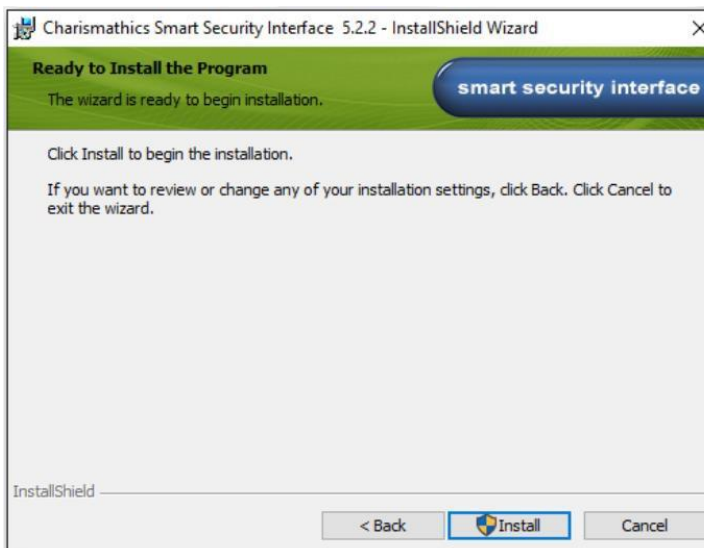 Charismathics Smart Security Interface 5.2.2 - InstallShield Wizard
Ready to Install the Program
The wizard is ready to begin installation.
smart security interface
Click Install to begin the installation.
If you want to review or change any of your installation settings, click Back. Click Cancel to
exit the wizard.
InstallShield
< Back Install Cancel